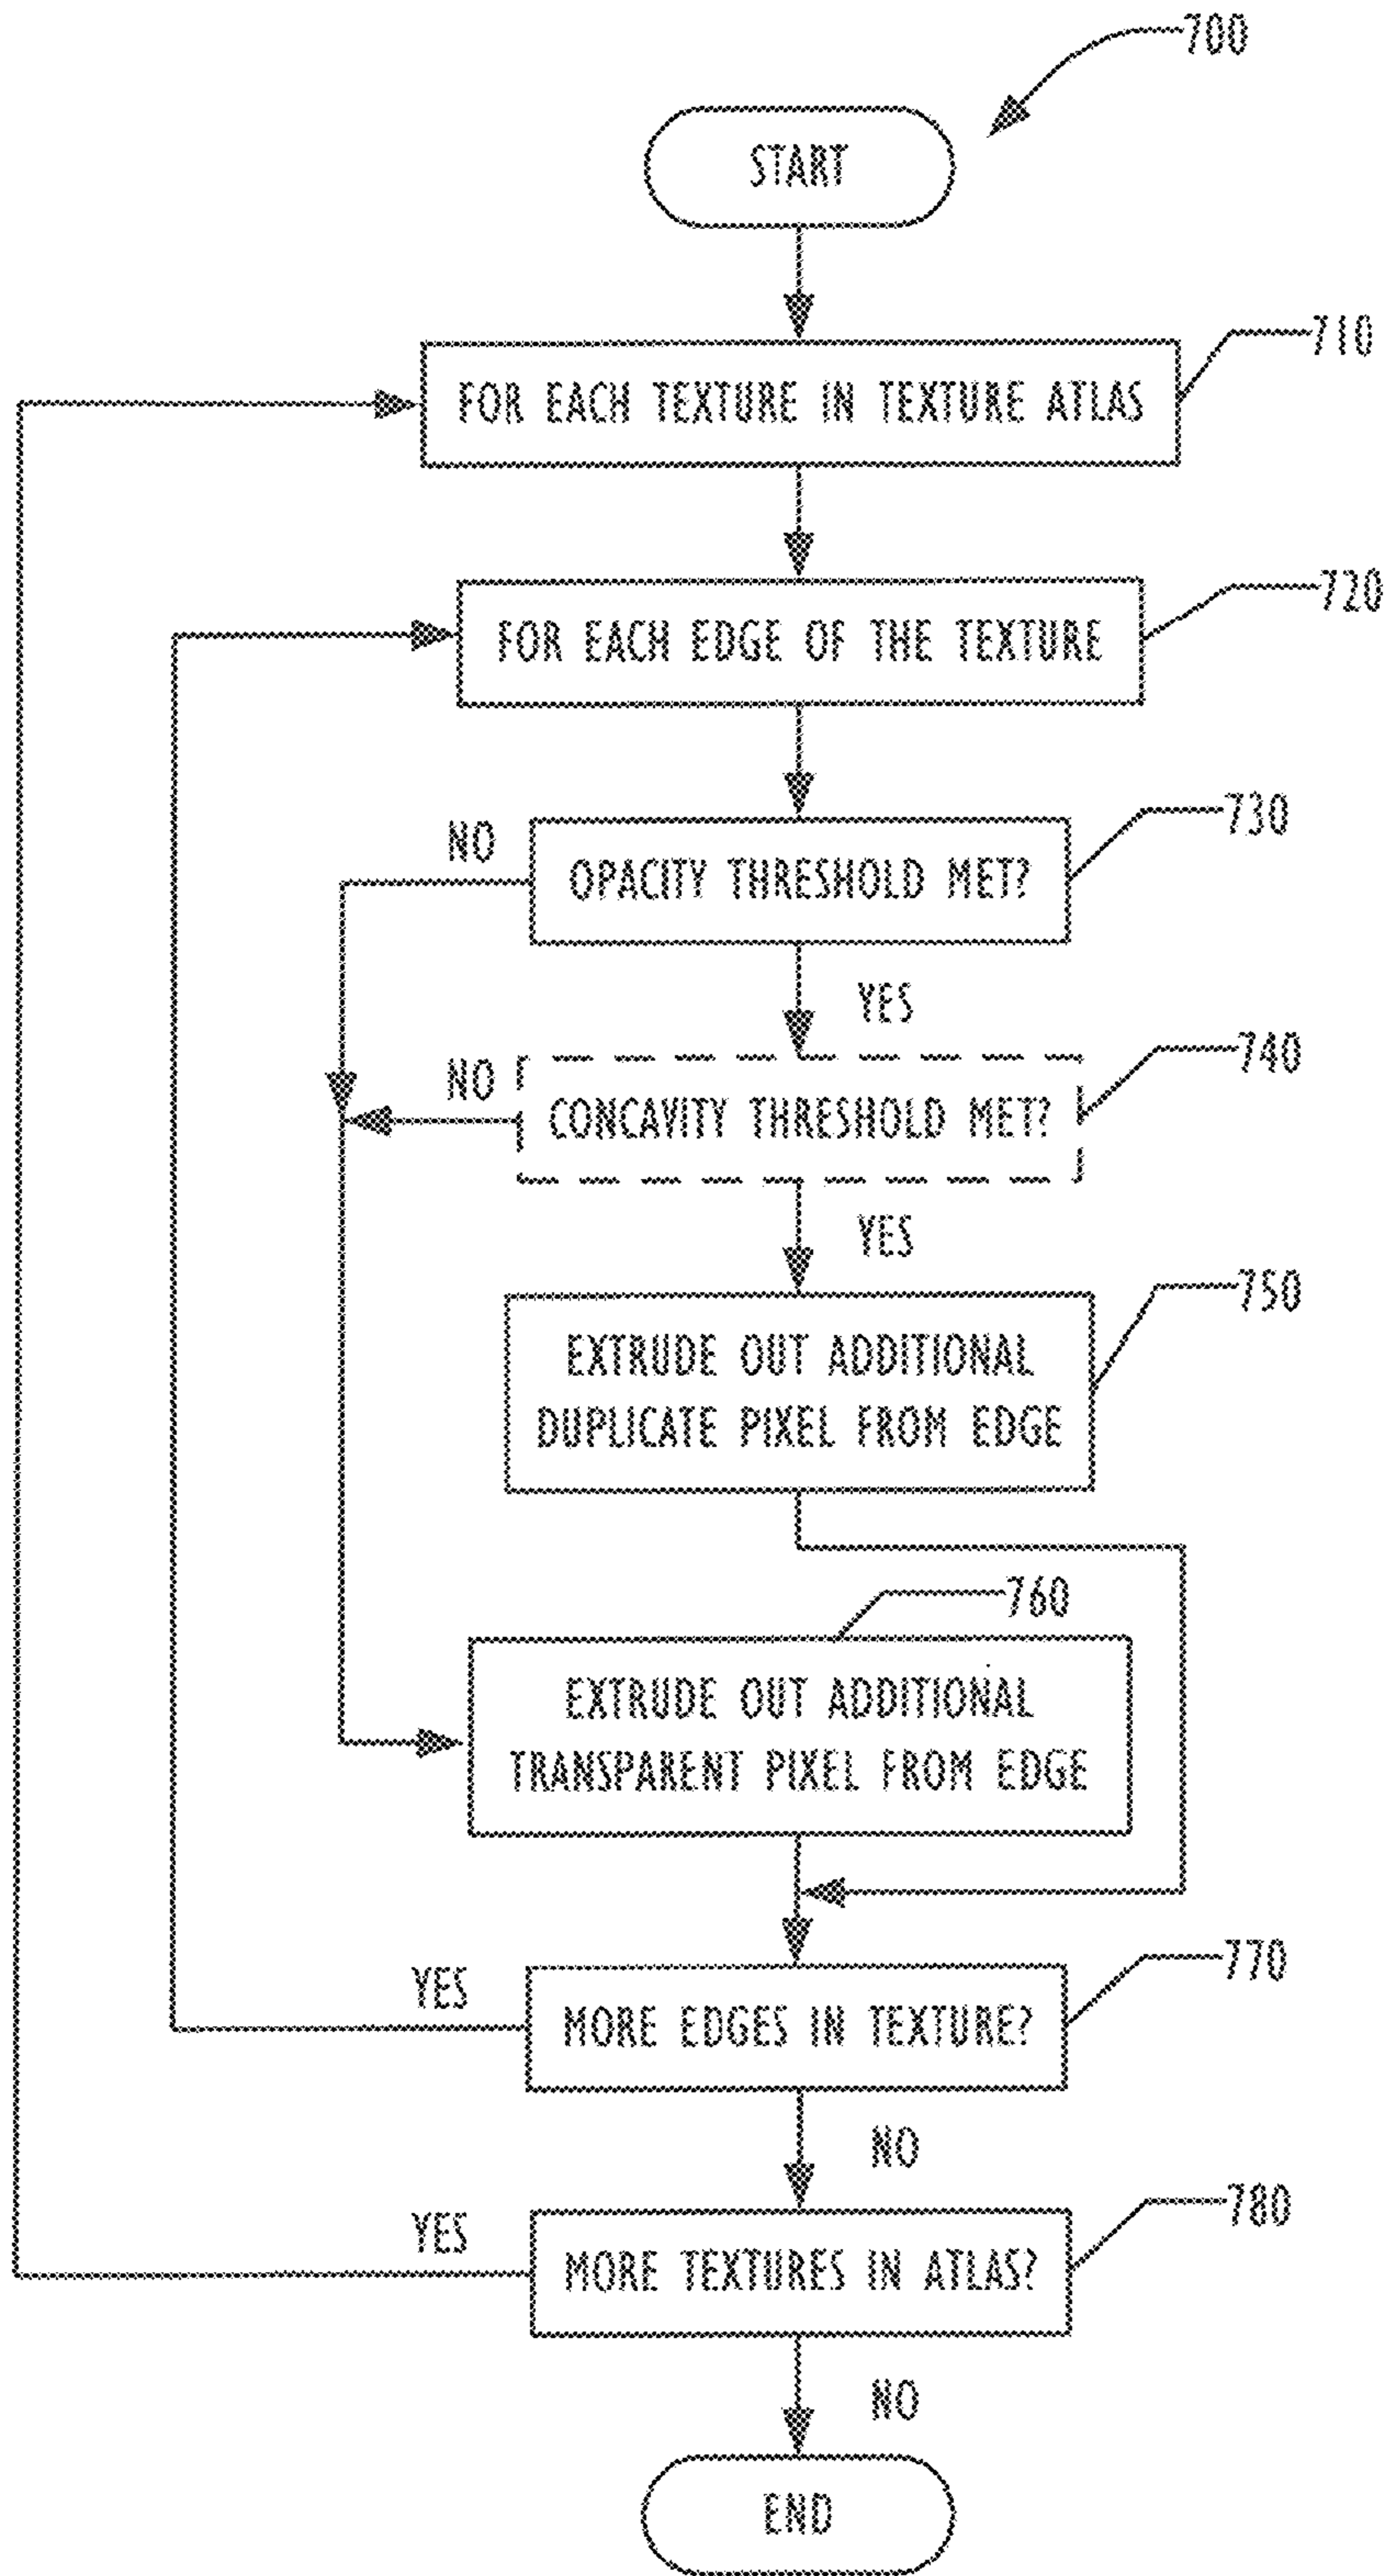 700
START
710
FOR EACH TEXTURE IN TEXTURE ATLAS
720
FOR EACH EDGE OF THE TEXTURE
730
NO
OPACITY THRESHOLD MET?
YES
740
NO
CONCAVITY THRESHOLD MET?
YES
750
EXTRUDE OUT ADDITIONAL
DUPLICATE PIXEL FROM EDGE
760
EXTRUDE OUT ADDITIONAL
TRANSPARENT PIXEL FROM EDGE
770
YES
MORE EDGES IN TEXTURE?
NO
780
YES
MORE TEXTURES IN ATLAS?
NO
END